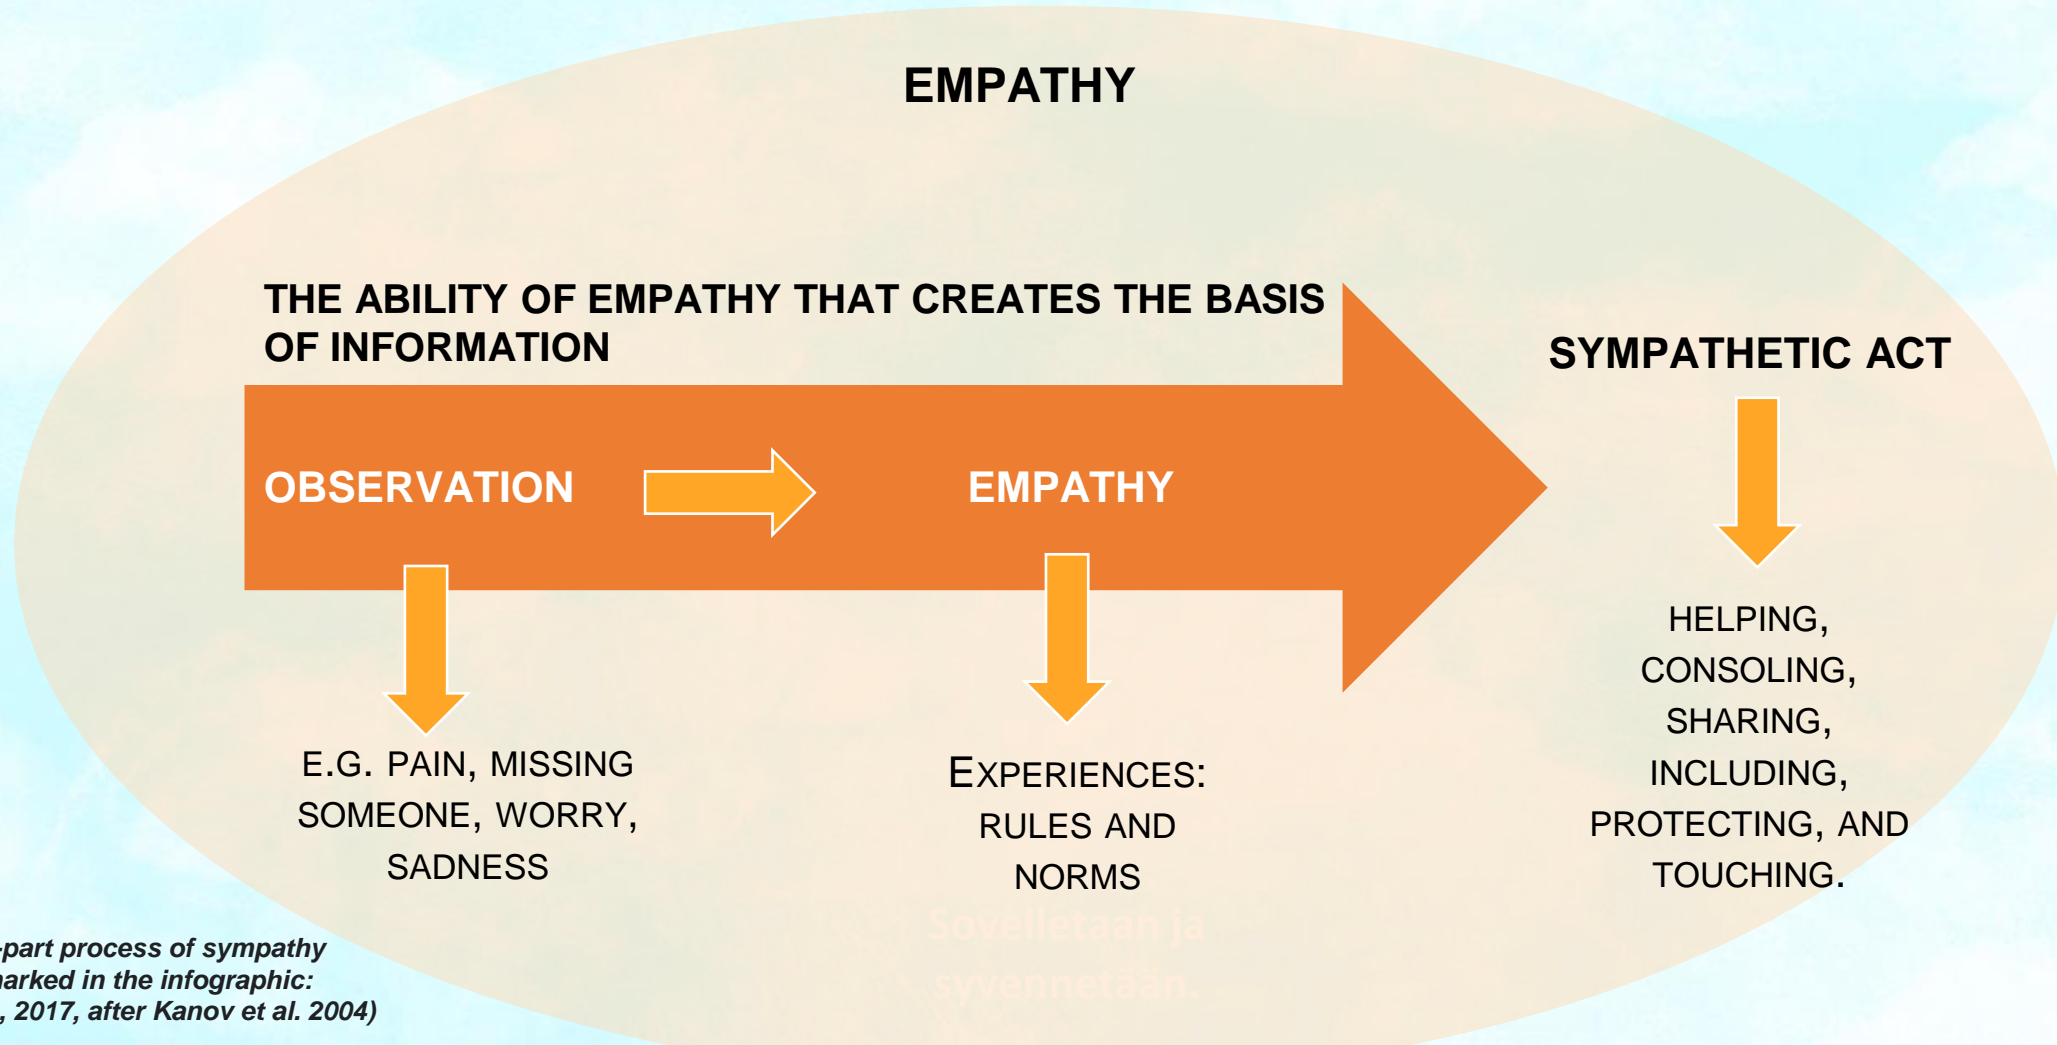 EMPATHY
THE ABILITY OF EMPATHY THAT CREATES THE BASIS
OF INFORMATION
SYMPATHETIC ACT
OBSERVATION
EMPATHY
E.G. PAIN, MISSING
SOMEONE, WORRY,
SADNESS
EXPERIENCES:
RULES AND
NORMS
HELPING,
CONSOLING,
SHARING,
INCLUDING,
PROTECTING, AND
TOUCHING.
Sovelletaan ja
syvennetään.
-part process of sympathy
marked in the infographic:
, 2017, after Kanov et al. 2004)